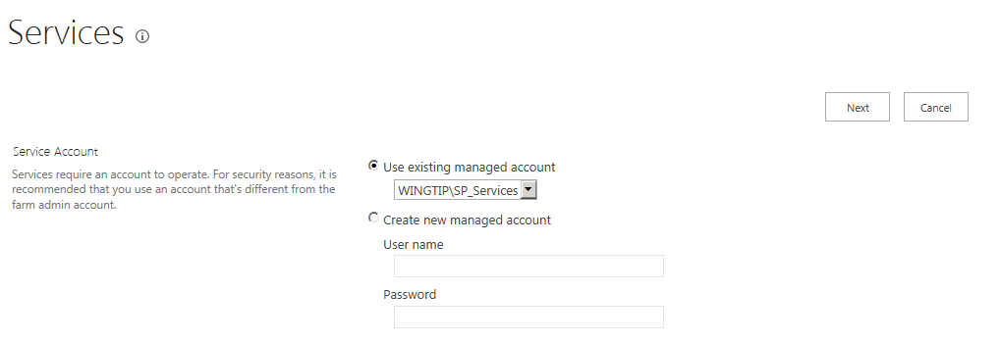 Services
Next
Cancel
Service Account
Services require an account to operate. For security reasons, it is
recommended that you use an account that's different from the
farm admin account.
Use existing managed account
WINGTIP\SP_Services
Create new managed account
User name
Password